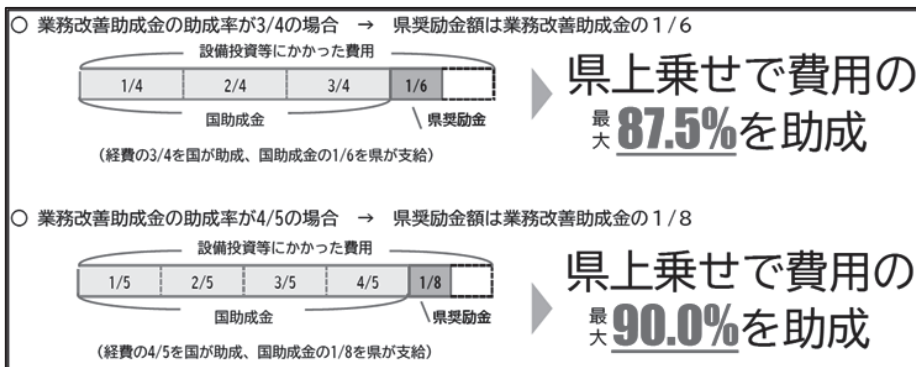 ○ 業務改善助成金の助成率が3/4の場合 → 県奨励金額は業務改善助成金の1/6
設備投資等にかかった費用
1/4 2/4 3/4 1/6
国助成金 県奨励金
(経費の3/4を国が助成、国助成金の1/6を県が支給)
県上乗せで費用の
最大87.5%を助成
○ 業務改善助成金の助成率が4/5の場合 → 県奨励金額は業務改善助成金の1/8
設備投資等にかかった費用
1/5 2/5 3/5 4/5 1/8
国助成金 県奨励金
(経費の4/5を国が助成、国助成金の1/8を県が支給)
県上乗せで費用の
最大90.0%を助成